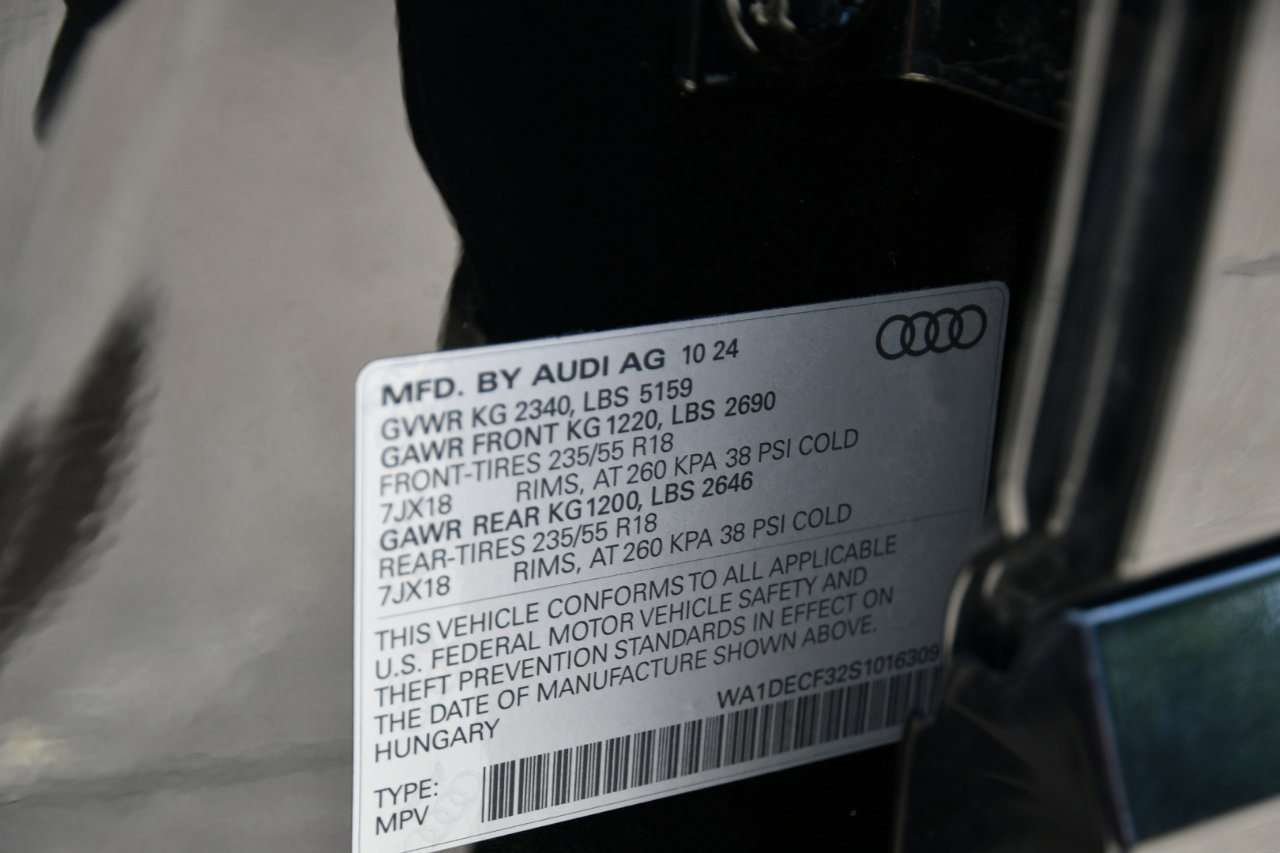 MFD. BY AUDI AG 10 24
GVWR KG 2340, LBS 5159
GAWR FRONT KG 1220, LBS 2690
FRONT-TIRES 235/55 R18
7JX18 RIMS, AT 260 KPA 38 PSI COLD
GAWR REAR KG 1200, LBS 2646
REAR-TIRES 235/55 R18
7JX18 RIMS, AT 260 KPA 38 PSI COLD
THIS VEHICLE CONFORMS TO ALL APPLICABLE
U.S. FEDERAL MOTOR VEHICLE SAFETY AND
THEFT PREVENTION STANDARDS IN EFFECT ON
THE DATE OF MANUFACTURE SHOWN ABOVE.
HUNGARY
WA1DECF32S1016309
TYPE:
MPV